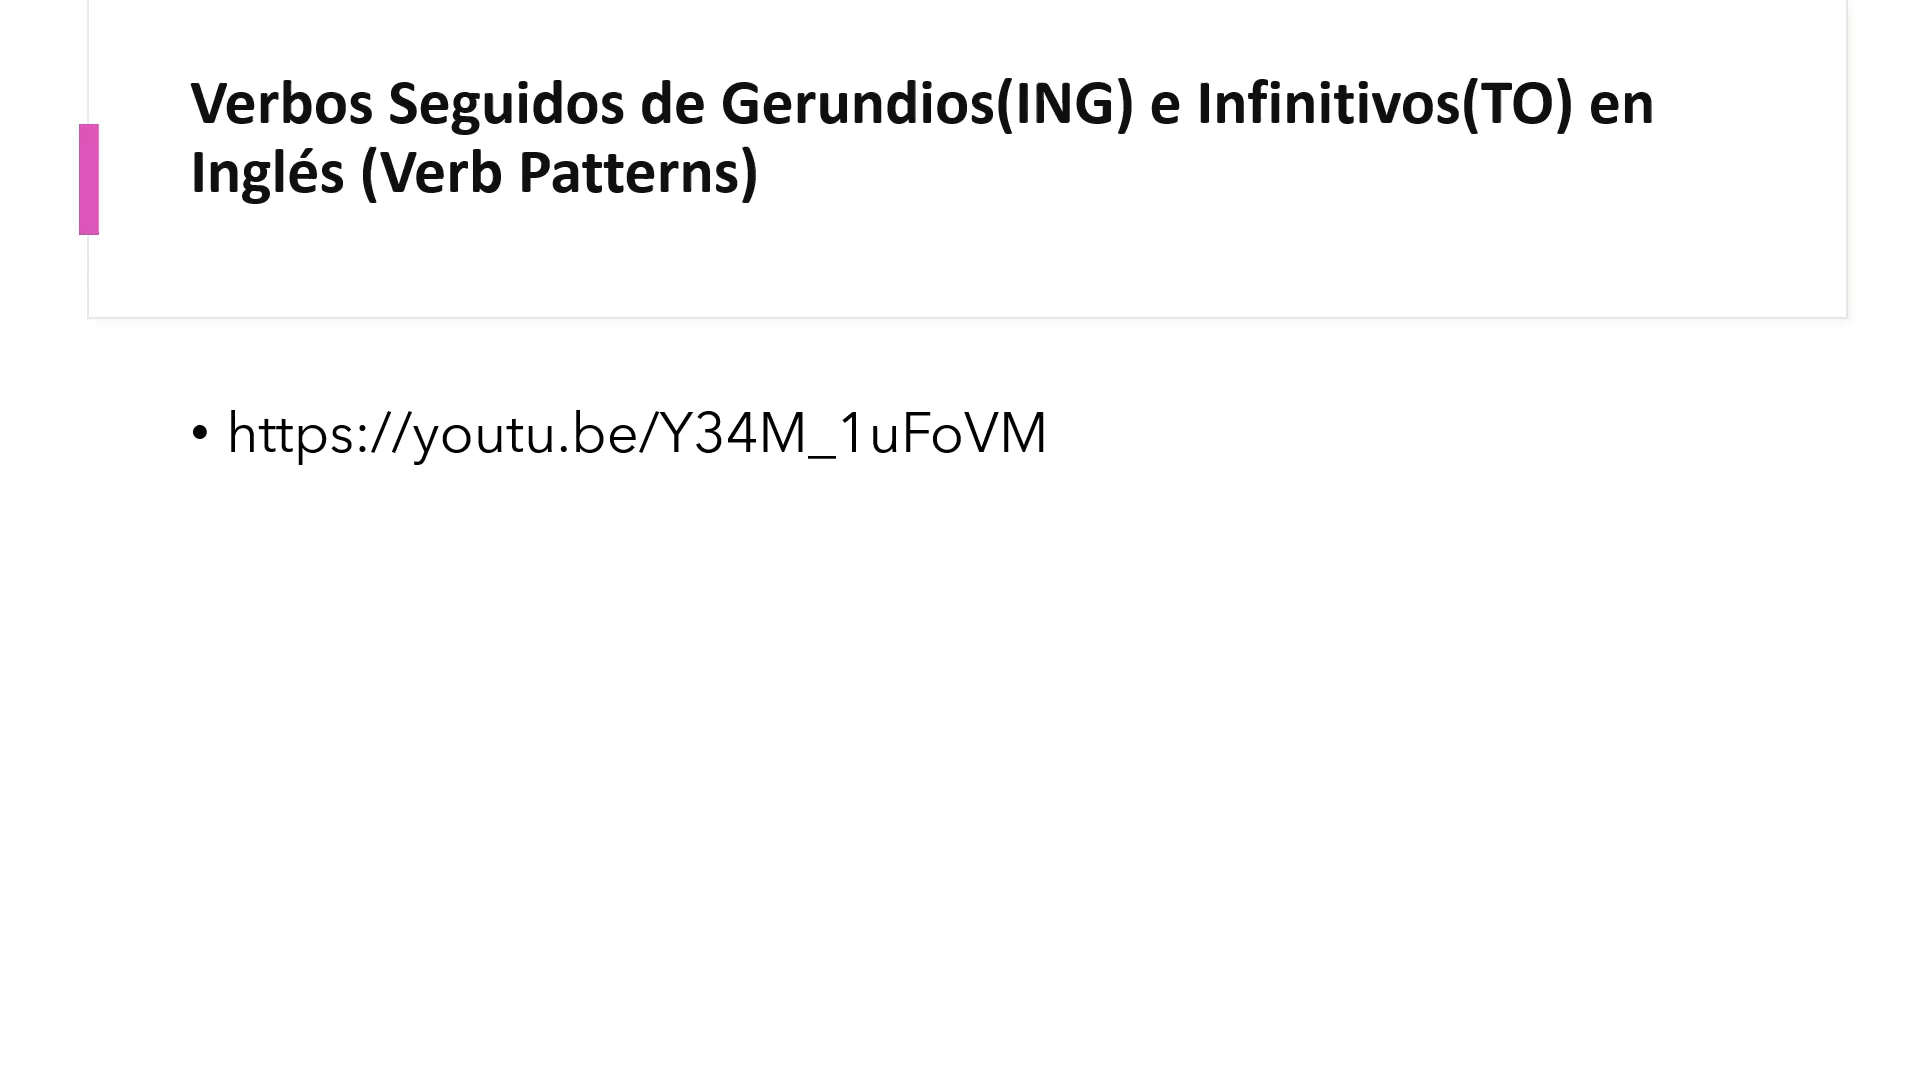 Verbos Seguidos de Gerundios(ING) e Infinitivos(TO) en
Inglés (Verb Patterns)
• https://youtu.be/Y34M_1uFoVM